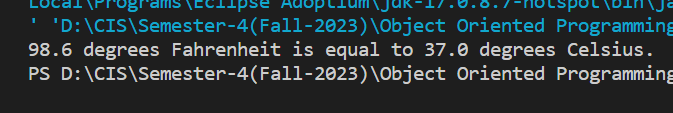 Local\Programs\Eclipse Adoptium\jdk-17.0.8.7-hotspot\bin\ja
' 'D:\CIS\Semester-4(Fall-2023)\Object Oriented Programming
98.6 degrees Fahrenheit is equal to 37.0 degrees Celsius.
PS D:\CIS\Semester-4(Fall-2023)\Object Oriented Programming